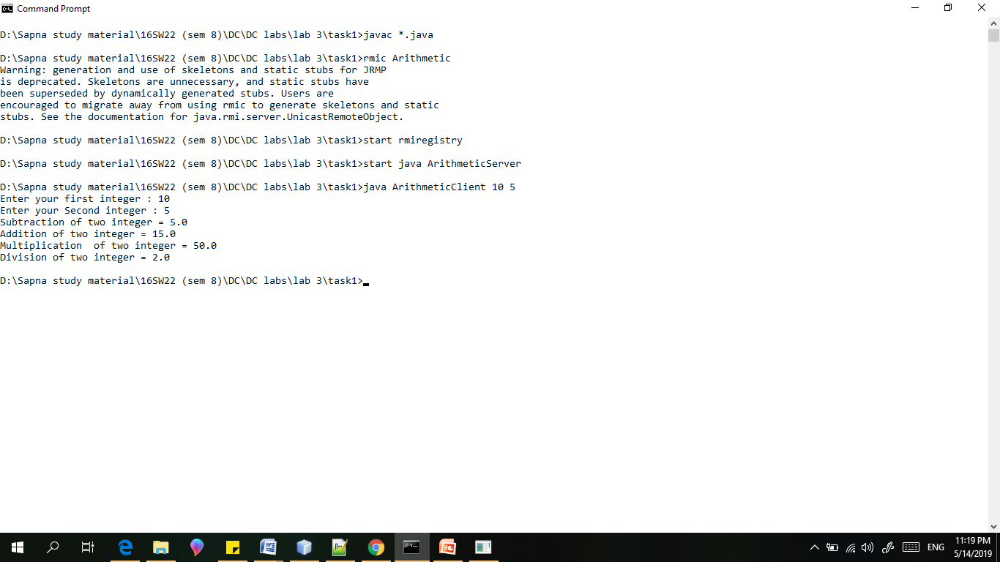 Command Prompt
D:\Sapna study material\16SW22 (sem 8)\DC\DC labs\lab 3\task1>javac *.java
D:\Sapna study material\16SW22 (sem 8)\DC\DC labs\lab 3\task1>rmic Arithmetic
Warning: generation and use of skeletons and static stubs for JRMP
is deprecated. Skeletons are unnecessary, and static stubs have
been superseded by dynamically generated stubs. Users are
encouraged to migrate away from using rmic to generate skeletons and static
stubs. See the documentation for java.rmi.server.UnicastRemoteObject.
D:\Sapna study material\16SW22 (sem 8)\DC\DC labs\lab 3\task1>start rmiregistry
D:\Sapna study material\16SW22 (sem 8)\DC\DC labs\lab 3\task1>start java ArithmeticServer
D:\Sapna study material\16SW22 (sem 8)\DC\DC labs\lab 3\task1>java ArithmeticClient 10 5
Enter your first integer : 10
Enter your Second integer : 5
Subtraction of two integer = 5.0
Addition of two integer = 15.0
Multiplication  of two integer = 50.0
Division of two integer = 2.0
D:\Sapna study material\16SW22 (sem 8)\DC\DC labs\lab 3\task1>
ENG
11:19 PM
5/14/2019